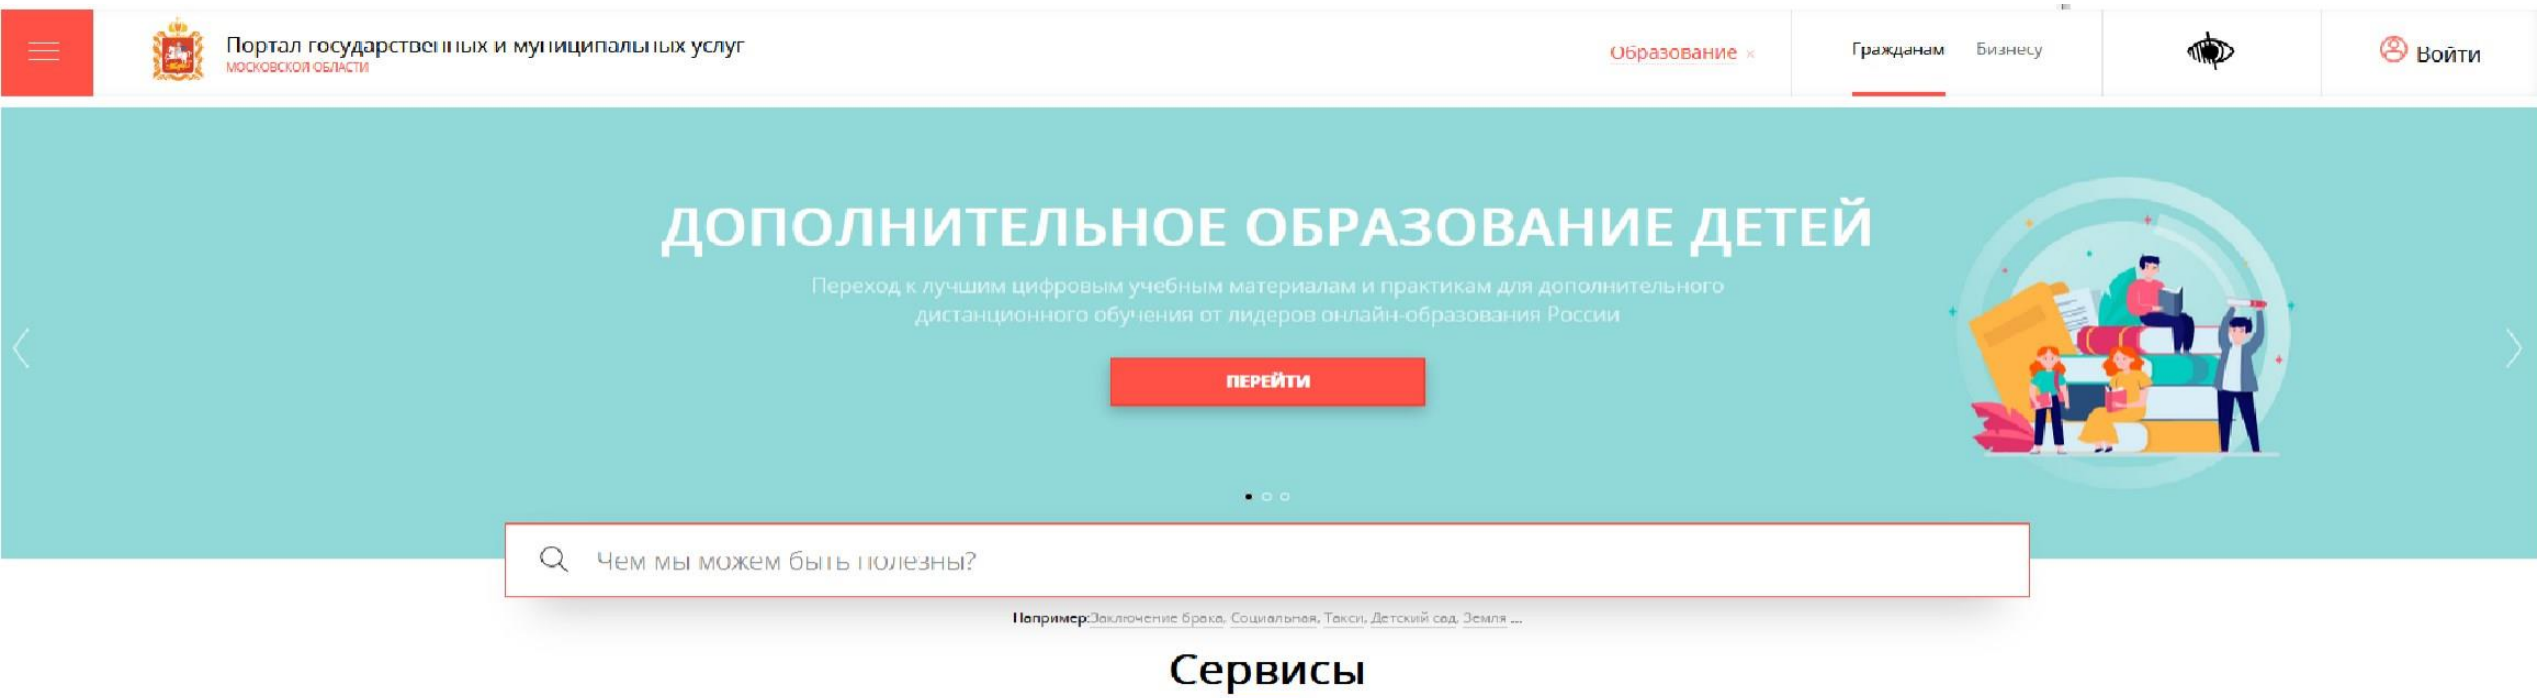 Портал государственных и муниципальных услуг
МОСКОВСКОЙ ОБЛАСТИ
Образование ×
Гражданам Бизнесу
Войти
ДОПОЛНИТЕЛЬНОЕ ОБРАЗОВАНИЕ ДЕТЕЙ
Переход к лучшим цифровым учебным материалам и практикам для дополнительного
дистанционного обучения от лидеров онлайн-образования России
ПЕРЕЙТИ
Чем мы можем быть полезны?
Например:Заключение брака, Социальная, Такси, Детский сад, Земля ...
Сервисы